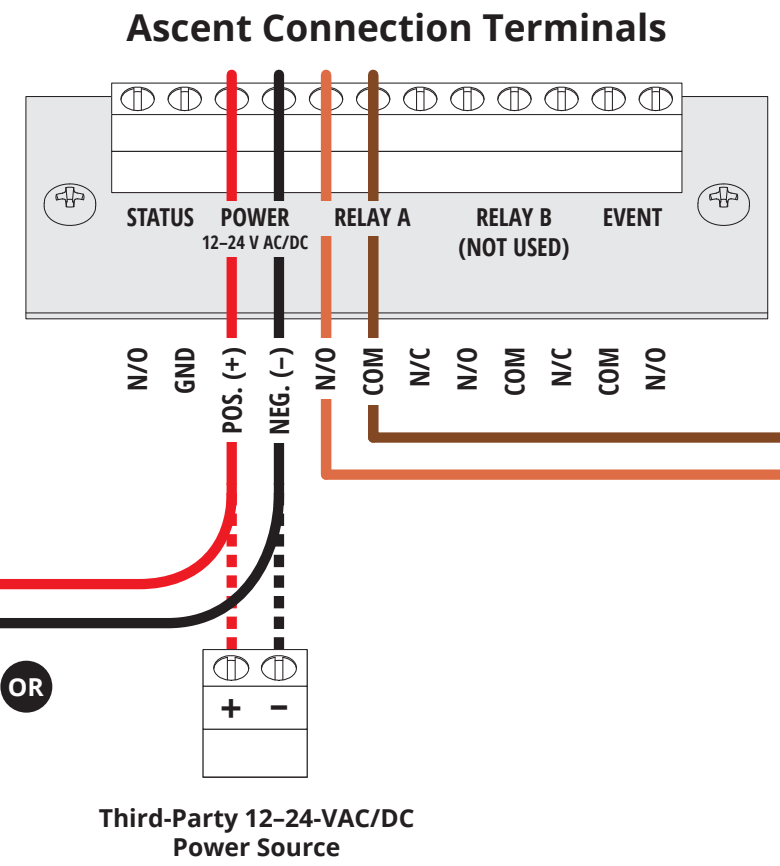 Ascent Connection Terminals
STATUS POWER RELAY A RELAY B EVENT
12–24 V AC/DC (NOT USED)
N/O GND POS. (+) NEG. (–) N/O COM N/C N/O COM N/C COM N/O
OR
+ –
Third-Party 12–24-VAC/DC
Power Source